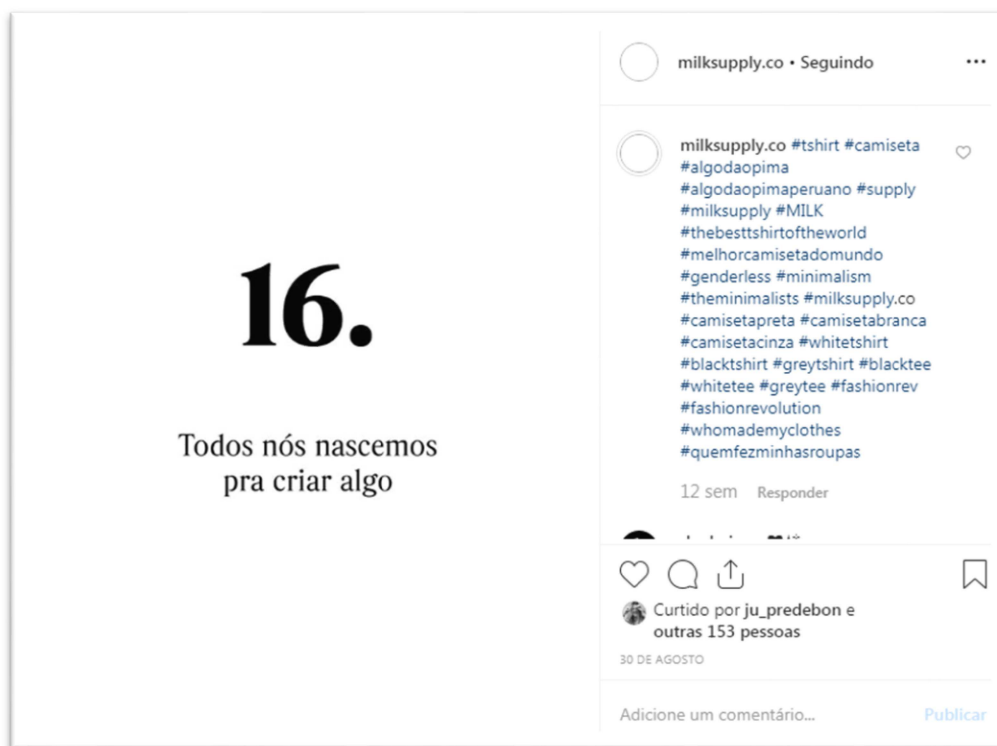 16.
Todos nós nascemos
pra criar algo
milksupply.co • Seguindo
milksupply.co #tshirt #camiseta
#algodaopima
#algodaopimaperuano #supply
#milksupply #MILK
#thebesttshirtoftheworld
#melhorcamisetadomundo
#genderless #minimalism
#theminimalists #milksupply.co
#camisetapreta #camisetabranca
#camisetacinza #whitetshirt
#blacktshirt #greytshirt #blacktee
#whitetee #greytee #fashionrev
#fashionrevolution
#whomademyclothes
#quemfezminhasroupas
12 sem Responder
Curtido por ju_predebon e
outras 153 pessoas
30 DE AGOSTO
Adicione um comentário... Publicar